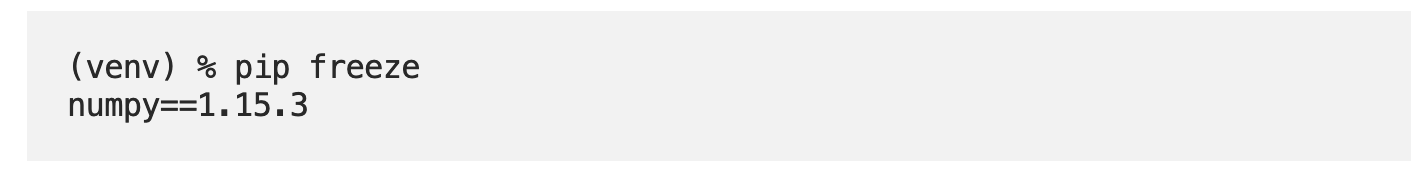 (venv) % pip freeze
numpy==1.15.3